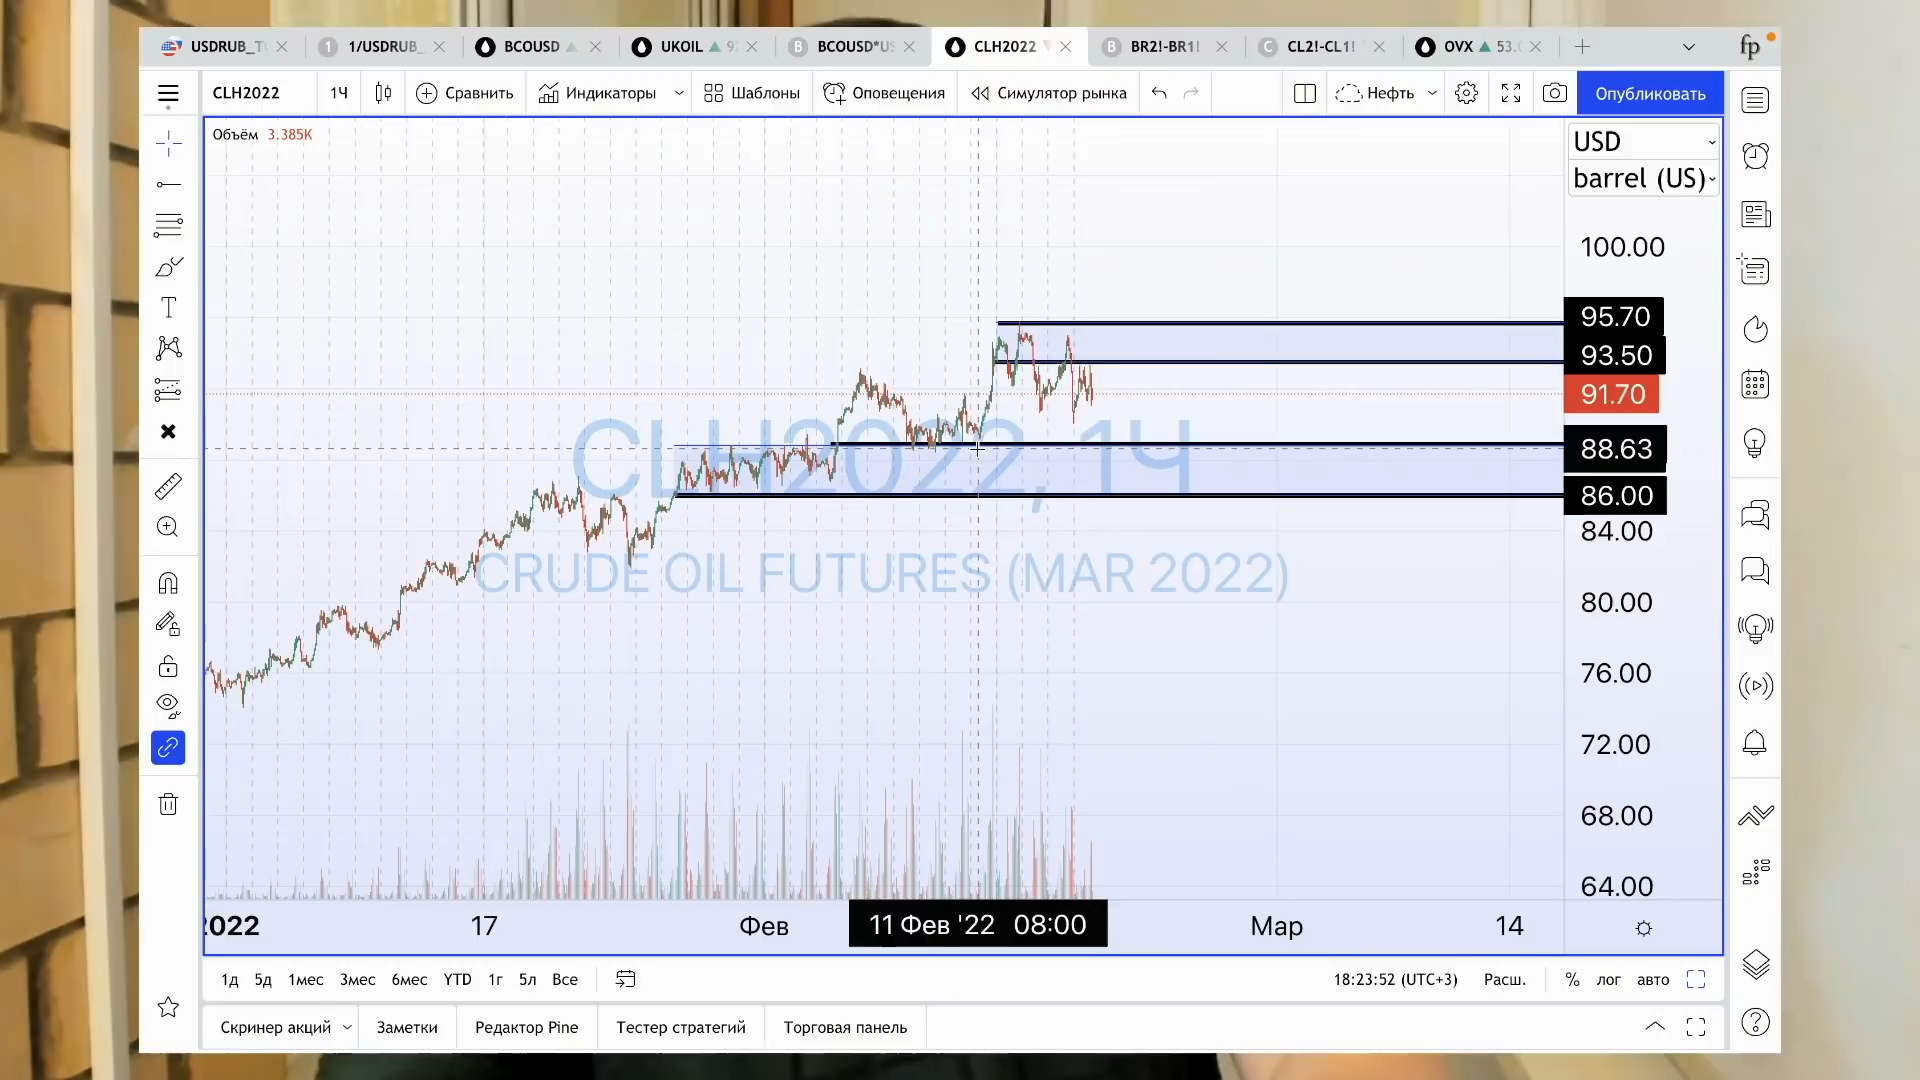 USDRUB_T
1/USDRUB_
BCOUSD
UKOIL
BCOUSD*US
CLH2022
BR2!-BR1!
CL2!-CL1!
OVX 53.
fp
CLH2022 1Ч Сравнить Индикаторы Шаблоны Оповещения Симулятор рынка Нефть Опубликовать
Объём 3.385K
USD
barrel (US)
100.00
95.70
93.50
91.70
88.63
86.00
84.00
80.00
76.00
72.00
68.00
64.00
CLH2022, 1Ч
CRUDE OIL FUTURES (MAR 2022)
2022 17 Фев 11 Фев '22 08:00 Мар 14
1д 5д 1мес 3мес 6мес YTD 1г 5л Все 18:23:52 (UTC+3) Расш. % лог авто
Скринер акций Заметки Редактор Pine Тестер стратегий Торговая панель